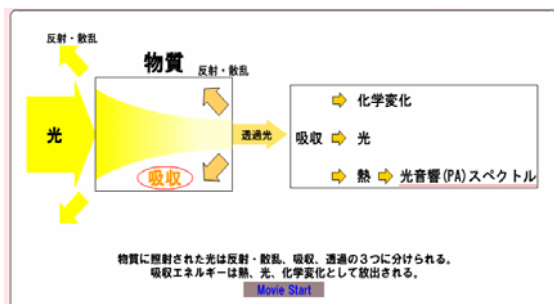 反射・散乱
物質
反射・散乱
光
透過光
吸収
化学変化
吸収 光
熱 光音響(PA)スペクトル
物質に照射された光は反射・散乱、吸収、透過の3つに分けられる。
吸収エネルギーは熱、光、化学変化として放出される。
Movie Start